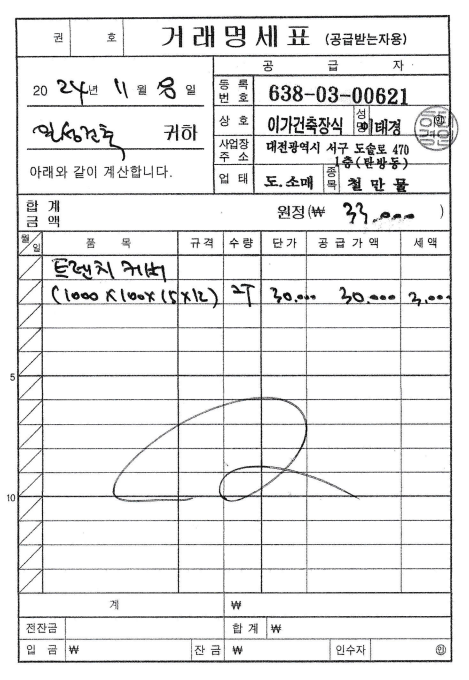 권 호 거래명세표 (공급받는자용)
2024년 11월 8일
공 급 자
등록번호 638-03-00621
귀하
상호 이가건축장식 성명 이태경
사업장주소 대전광역시 서구 도솔로 470 1층(탄방동)
아래와 같이 계산합니다.
업태 도.소매 종목 철 만 물
합계금액 원정(₩ 33,000 )
월 일 품 목 규격 수량 단가 공급가액 세액
트렌치 커버
(1000 X 100 X 15 X 12) 30,000 30,000 3,000
5
10
계 ₩
전잔금 합계 ₩
입금 ₩ 잔금 ₩ 인수자 ㊞